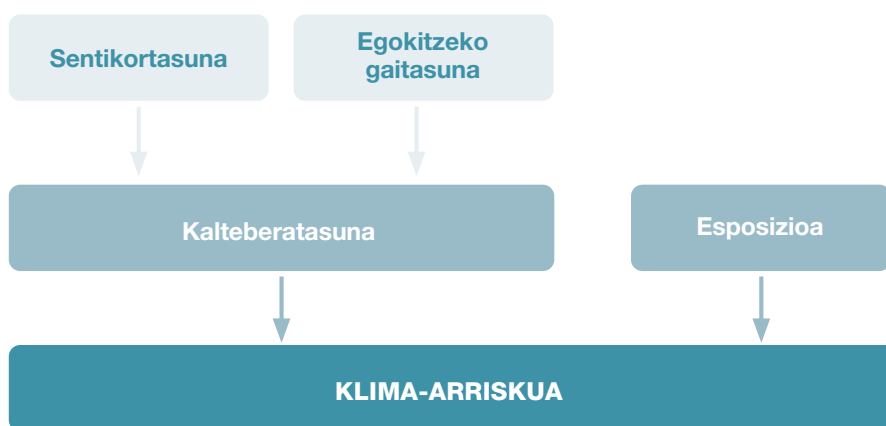 Sentikortasuna
Egokitzeko
gaitasuna
Kalteberatasuna
Esposizioa
KLIMA-ARRISKUA